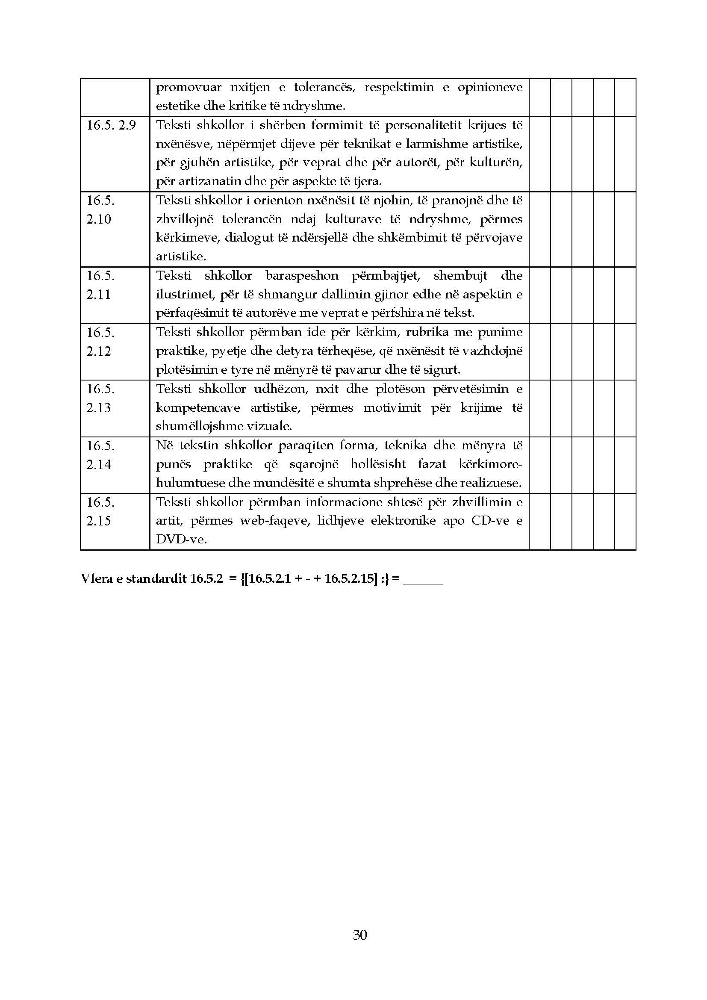 promovuar nxitjen e tolerancës, respektimin e opinioneve
estetike dhe kritike të ndryshme.
16.5. 2.9 Teksti shkollor i shërben formimit të personalitetit krijues të
nxënësve, nëpërmjet dijeve për teknikat e larmishme artistike,
për gjuhën artistike, për veprat dhe për autorët, për kulturën,
për artizanatin dhe për aspekte të tjera.
16.5. Teksti shkollor i orienton nxënësit të njohin, të pranojnë dhe të
2.10 zhvillojnë tolerancën ndaj kulturave të ndryshme, përmes
kërkimeve, dialogut të ndërsjellë dhe shkëmbimit të përvojave
artistike.
16.5. Teksti shkollor baraspeshon përmbajtjet, shembujt dhe
2.11 ilustrimet, për të shmangur dallimin gjinor edhe në aspektin e
përfaqësimit të autorëve me veprat e përfshira në tekst.
16.5. Teksti shkollor përmban ide për kërkim, rubrika me punime
2.12 praktike, pyetje dhe detyra tërheqëse, që nxënësit të vazhdojnë
plotësimin e tyre në mënyrë të pavarur dhe të sigurt.
16.5. Teksti shkollor udhëzon, nxit dhe plotëson përvetësimin e
2.13 kompetencave artistike, përmes motivimit për krijime të
shumëllojshme vizuale.
16.5. Në tekstin shkollor paraqiten forma, teknika dhe mënyra të
2.14 punës praktike që sqarojnë hollësisht fazat kërkimore-
hulumtuese dhe mundësitë e shumta shprehëse dhe realizuese.
16.5. Teksti shkollor përmban informacione shtesë për zhvillimin e
2.15 artit, përmes web-faqeve, lidhjeve elektronike apo CD-ve e
DVD-ve.
Vlera e standardit 16.5.2 = {[16.5.2.1 + - + 16.5.2.15] :} = ______
30